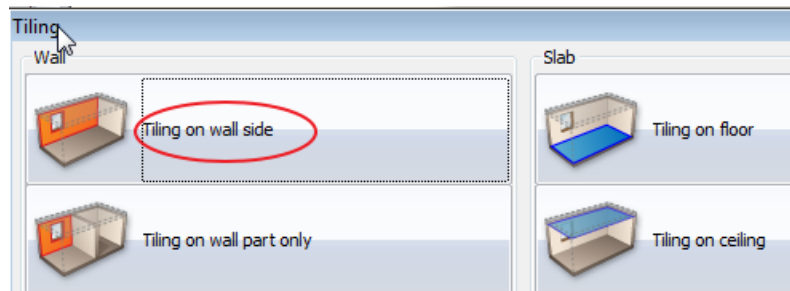 Tiling
Wall
Slab
Tiling on wall side
Tiling on floor
Tiling on wall part only
Tiling on ceiling